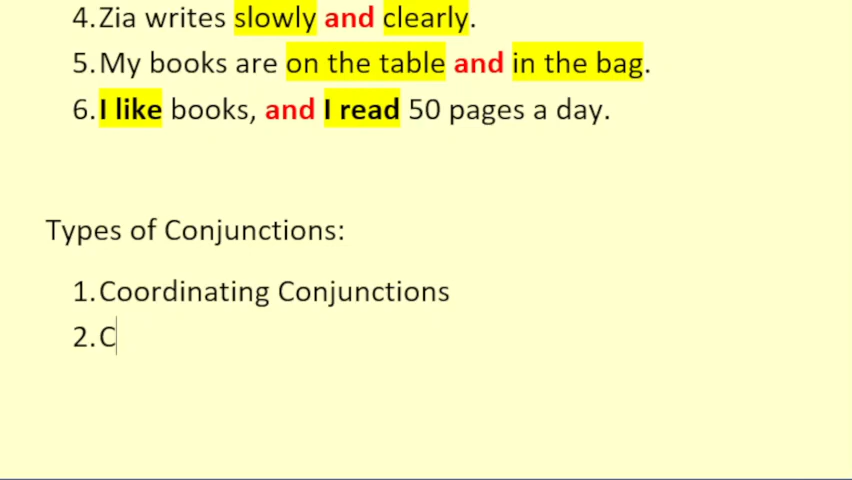 4.Zia writes slowly and clearly.
5.My books are on the table and in the bag.
6.I like books, and I read 50 pages a day.
Types of Conjunctions:
1.Coordinating Conjunctions
2.C